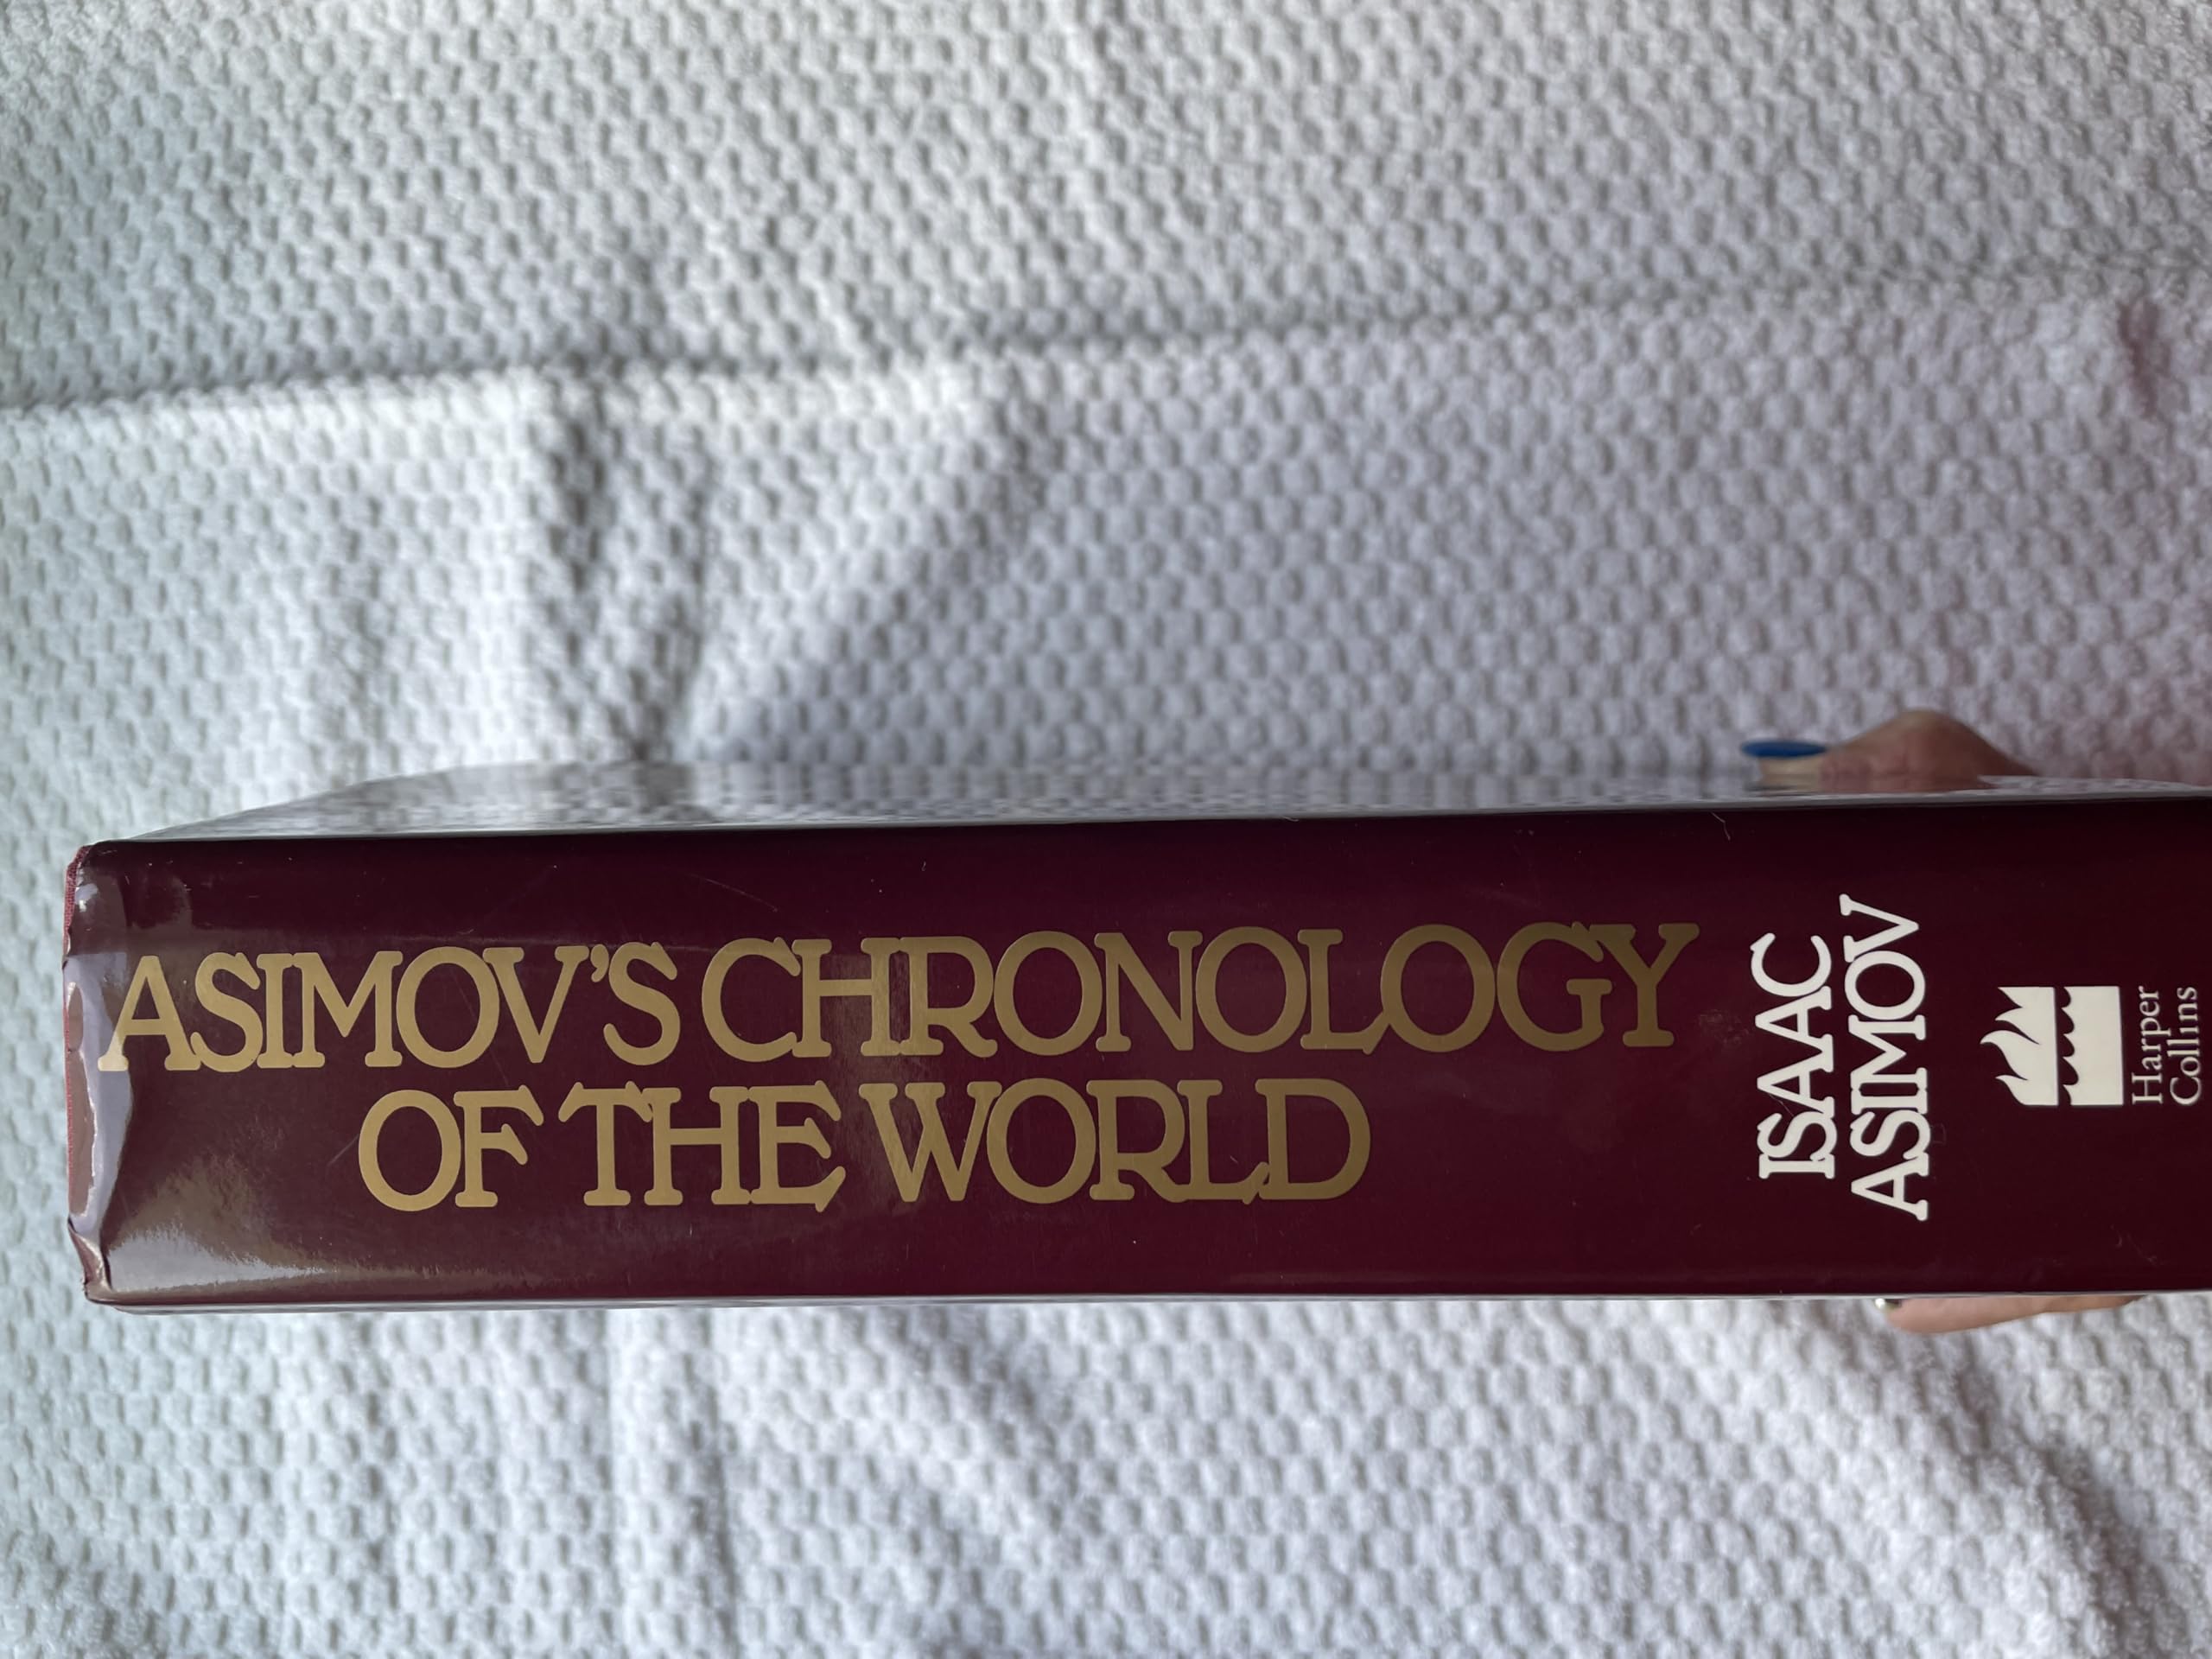 ASIMOV'S CHRONOLOGY
OF THE WORLD
ISAAC
ASIMOV
Harper
Collins